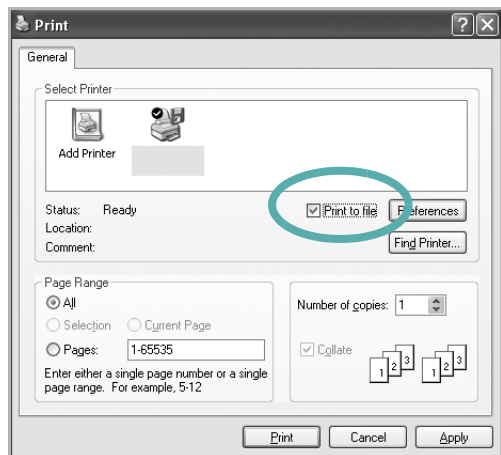 Print
General
Select Printer
Add Printer
Status: Ready
Print to file
Preferences
Location:
Comment:
Find Printer...
Page Range
All
Selection
Current Page
Pages: 1-65535
Enter either a single page number or a single
page range. For example, 5-12
Number of copies: 1
Collate
1 2 3 1 2 3
Print
Cancel
Apply